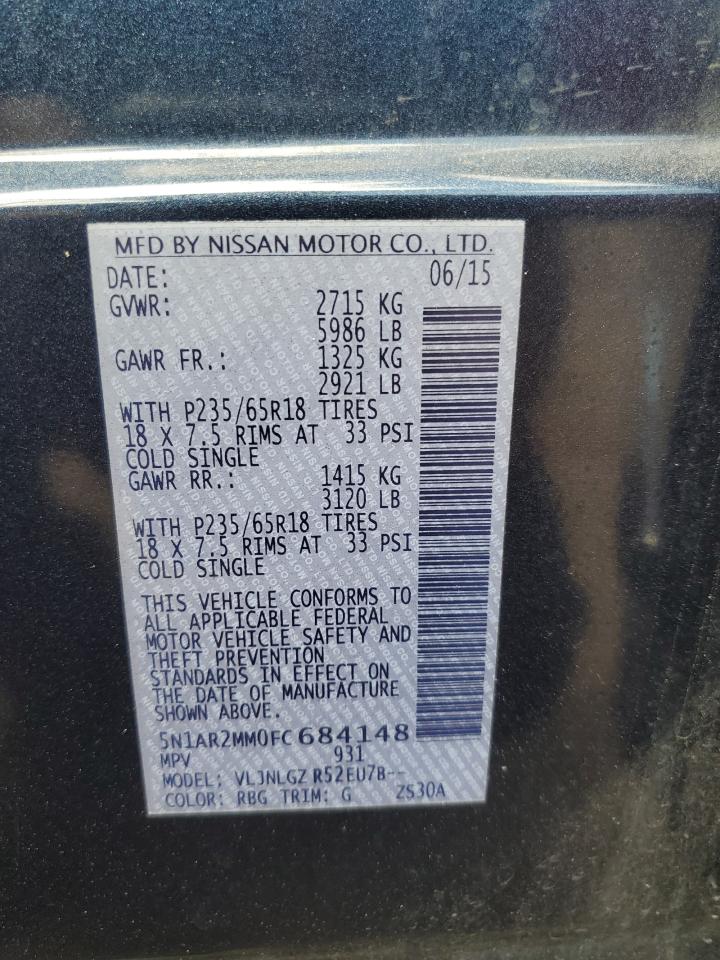 MFD BY NISSAN MOTOR CO., LTD.
DATE: 06/15
GVWR: 2715 KG
5986 LB
GAWR FR.: 1325 KG
2921 LB
WITH P235/65R18 TIRES
18 X 7.5 RIMS AT 33 PSI
COLD SINGLE
GAWR RR.: 1415 KG
3120 LB
WITH P235/65R18 TIRES
18 X 7.5 RIMS AT 33 PSI
COLD SINGLE
THIS VEHICLE CONFORMS TO
ALL APPLICABLE FEDERAL
MOTOR VEHICLE SAFETY AND
THEFT PREVENTION
STANDARDS IN EFFECT ON
THE DATE OF MANUFACTURE
SHOWN ABOVE.
5N1AR2MM0FC684148
MPV 931
MODEL: VLJNLGZ R52EU7B--
COLOR: RBG TRIM: G ZS30A